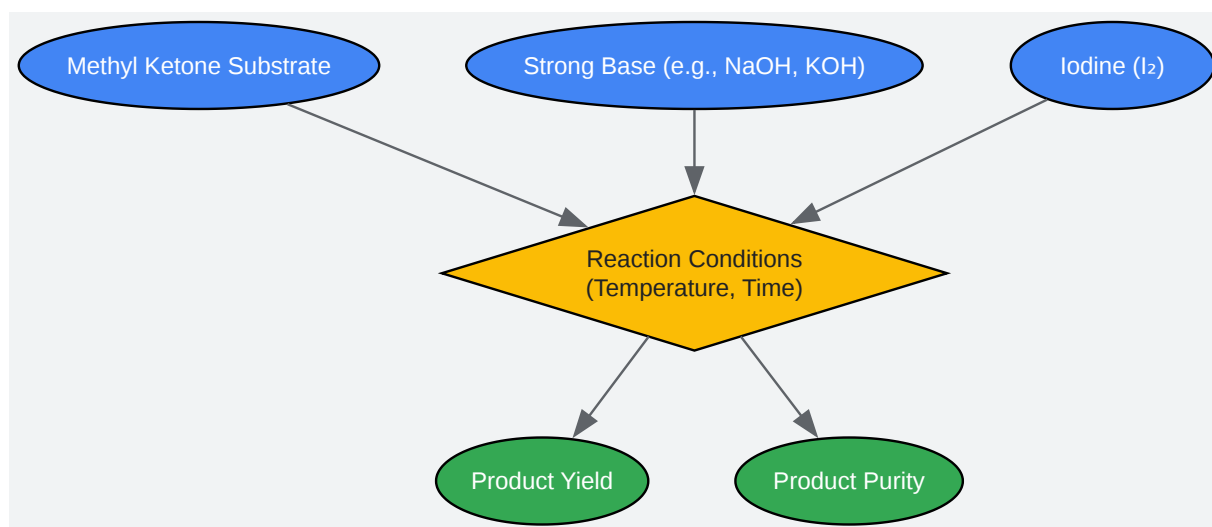 Methyl Ketone Substrate
Strong Base (e.g., NaOH, KOH)
Iodine (I₂)
Reaction Conditions
(Temperature, Time)
Product Yield
Product Purity